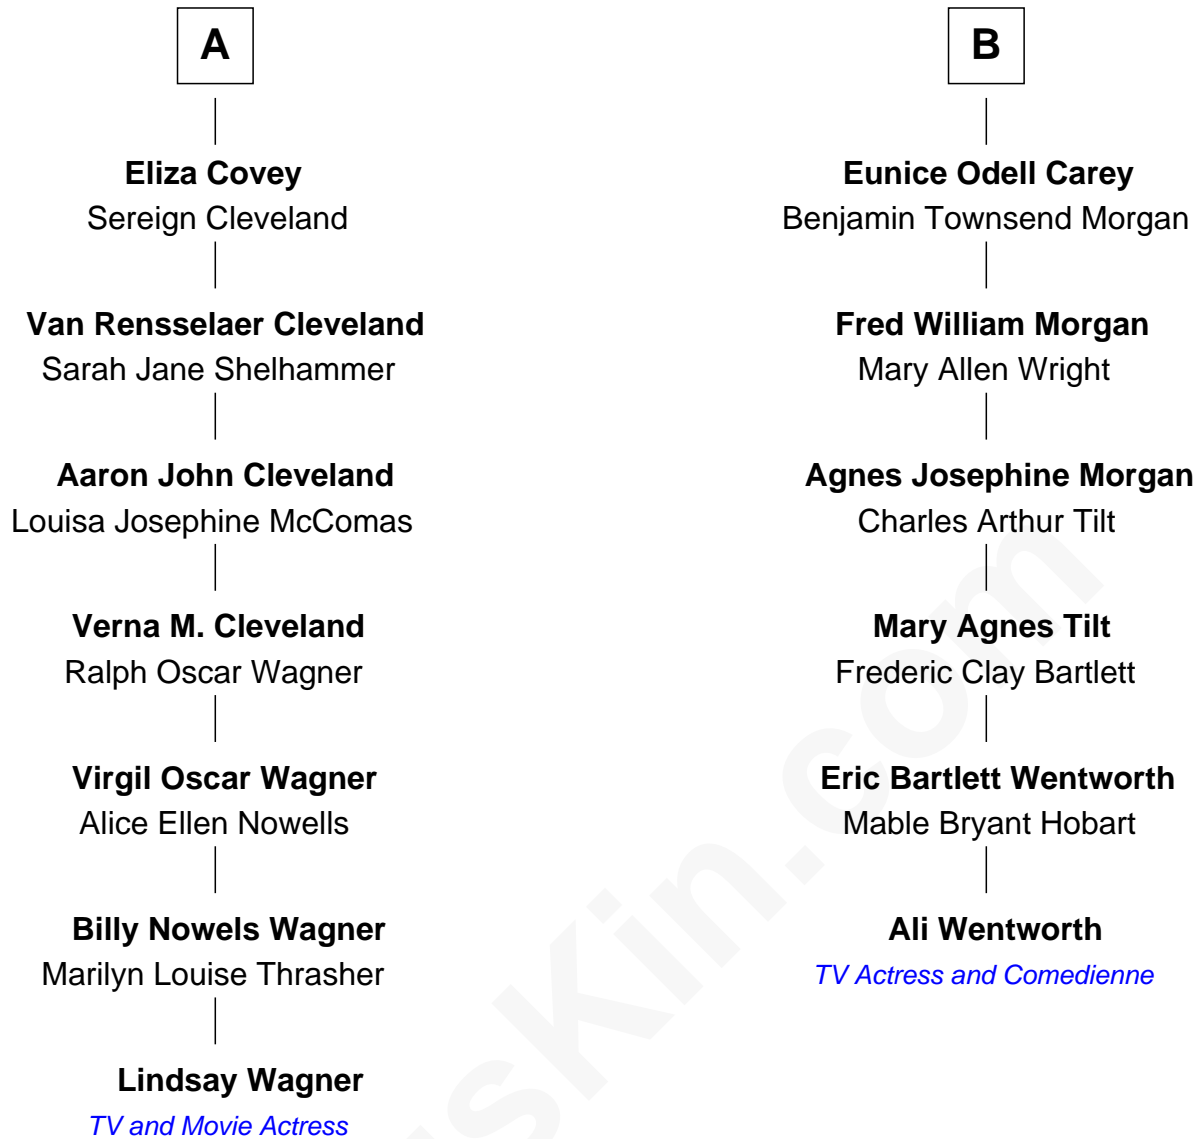 A
Eliza Covey
Sereign Cleveland
Van Rensselaer Cleveland
Sarah Jane Shelhammer
Aaron John Cleveland
Louisa Josephine McComas
Verna M. Cleveland
Ralph Oscar Wagner
Virgil Oscar Wagner
Alice Ellen Nowells
Billy Nowels Wagner
Marilyn Louise Thrasher
Lindsay Wagner
TV and Movie Actress
B
Eunice Odell Carey
Benjamin Townsend Morgan
Fred William Morgan
Mary Allen Wright
Agnes Josephine Morgan
Charles Arthur Tilt
Mary Agnes Tilt
Frederic Clay Bartlett
Eric Bartlett Wentworth
Mable Bryant Hobart
Ali Wentworth
TV Actress and Comedienne